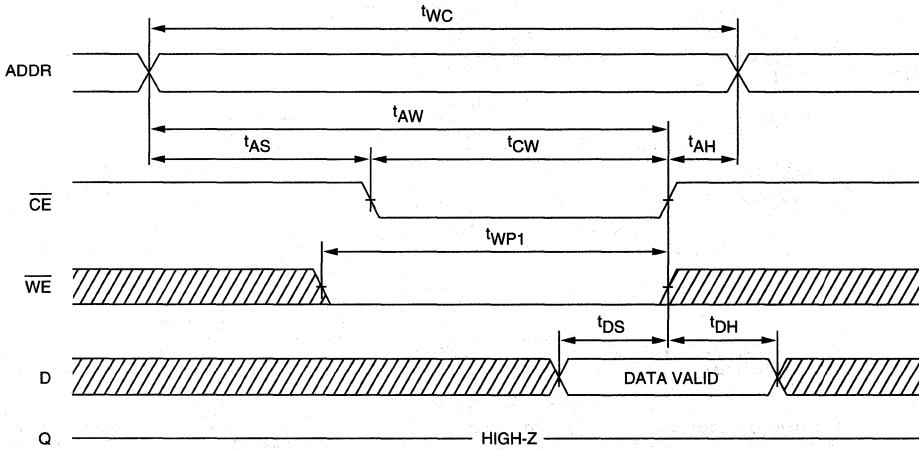 tWC
ADDR
tAW
tAS tCW tAH
CE
tWP1
WE
tDS tDH
D DATA VALID
Q HIGH-Z